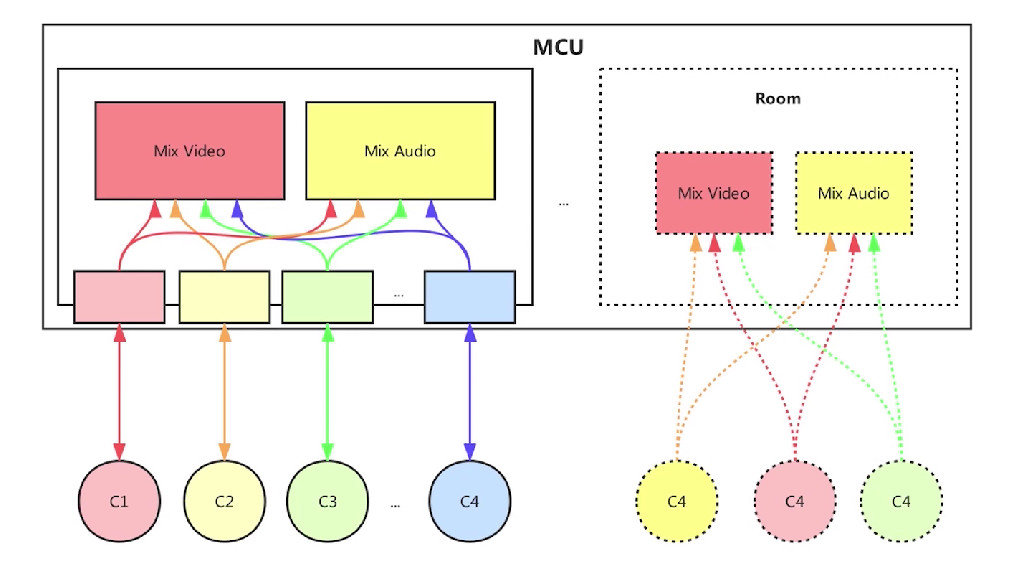 MCU
Mix Video
Mix Audio
...
Room
Mix Video
Mix Audio
...
C1
C2
C3
...
C4
C4
C4
C4